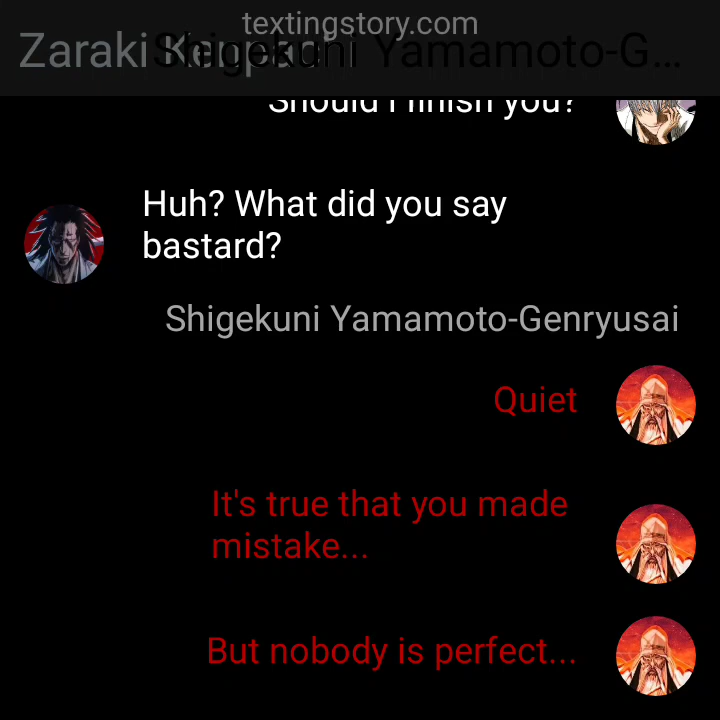 textingstory.com
Zaraki Kenpachi
Shigekuni Yamamoto-G...
Should I finish you?
Huh? What did you say
bastard?
Shigekuni Yamamoto-Genryusai
Quiet
It's true that you made
mistake...
But nobody is perfect...